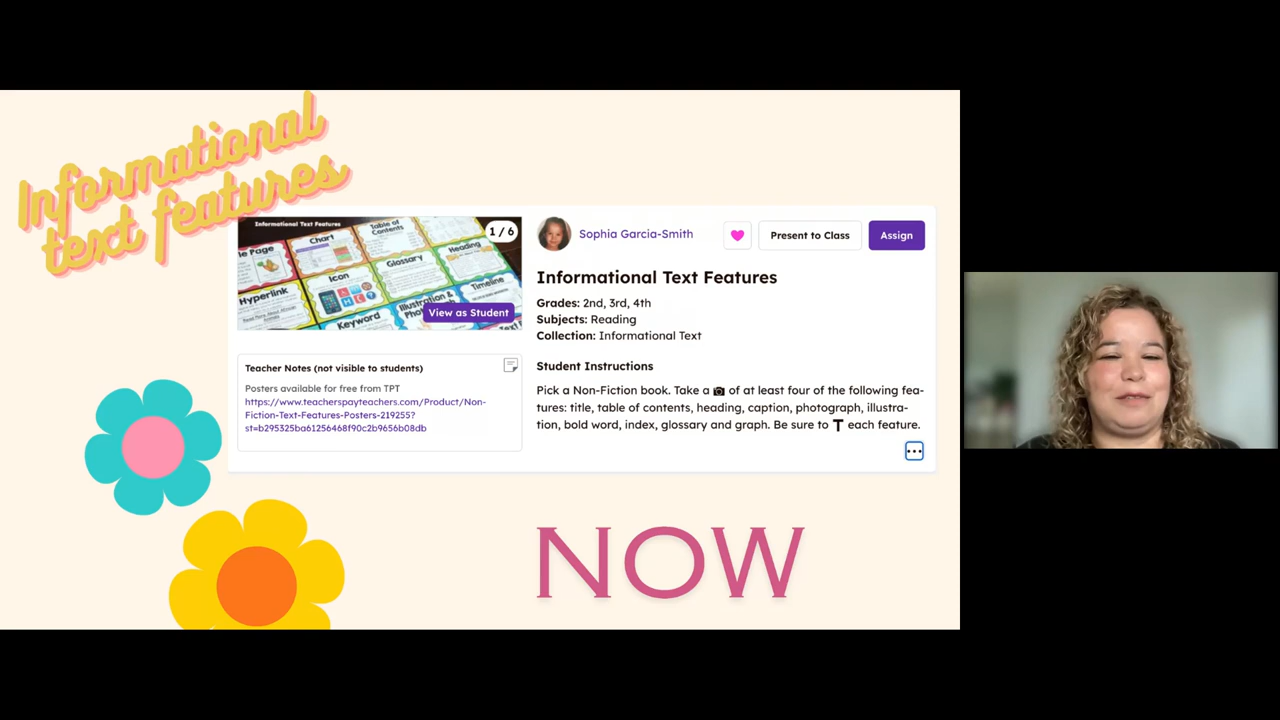 Informational
text features
Informational Text Features
1 / 6
le Page
Chart
Table of
Contents
Heading
Icon
Glossary
Hyperlink
Keyword
Illustration &
Timeline
View as Student
Teacher Notes (not visible to students)
Posters available for free from TPT
https://www.teacherspayteachers.com/Product/Non-
Fiction-Text-Features-Posters-219255?
st=b295325ba61256468f90c2b9656b08db
Sophia Garcia-Smith
Present to Class
Assign
Informational Text Features
Grades: 2nd, 3rd, 4th
Subjects: Reading
Collection: Informational Text
Student Instructions
Pick a Non-Fiction book. Take a 📷 of at least four of the following fea-
tures: title, table of contents, heading, caption, photograph, illustra-
tion, bold word, index, glossary and graph. Be sure to T each feature.
NOW